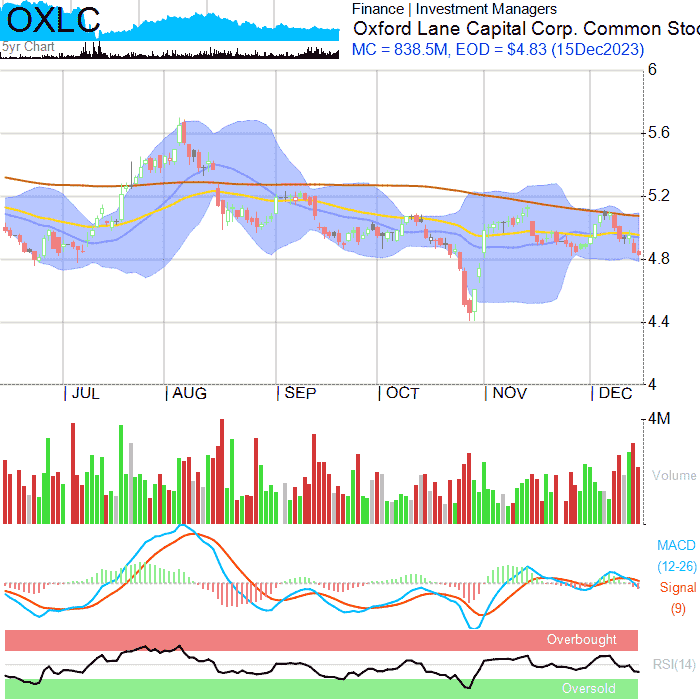 OXLC
5yr Chart
Finance | Investment Managers
Oxford Lane Capital Corp. Common Stoc
MC = 838.5M, EOD = $4.83 (15Dec2023)
6
5.6
5.2
4.8
4.4
4
| JUL | AUG | SEP | OCT | NOV | DEC
4M
Volume
MACD
(12-26)
Signal
(9)
Overbought
RSI(14)
Oversold